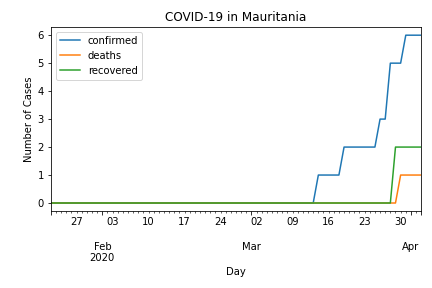 COVID-19 in Mauritania
confirmed
deaths
recovered
Number of Cases
6
5
4
3
2
1
0
27 03 10 17 24 02 09 16 23 30
Feb Mar Apr
2020
Day